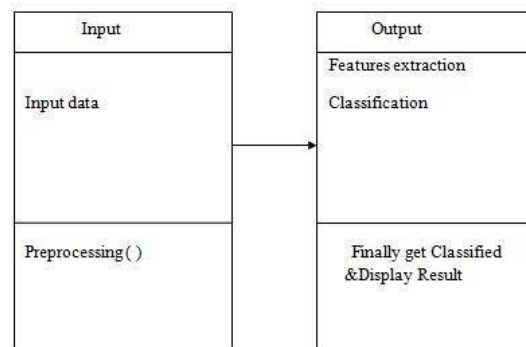 Input
Input data
Preprocessing ( )
Output
Features extraction
Classification
Finally get Classified
&Display Result